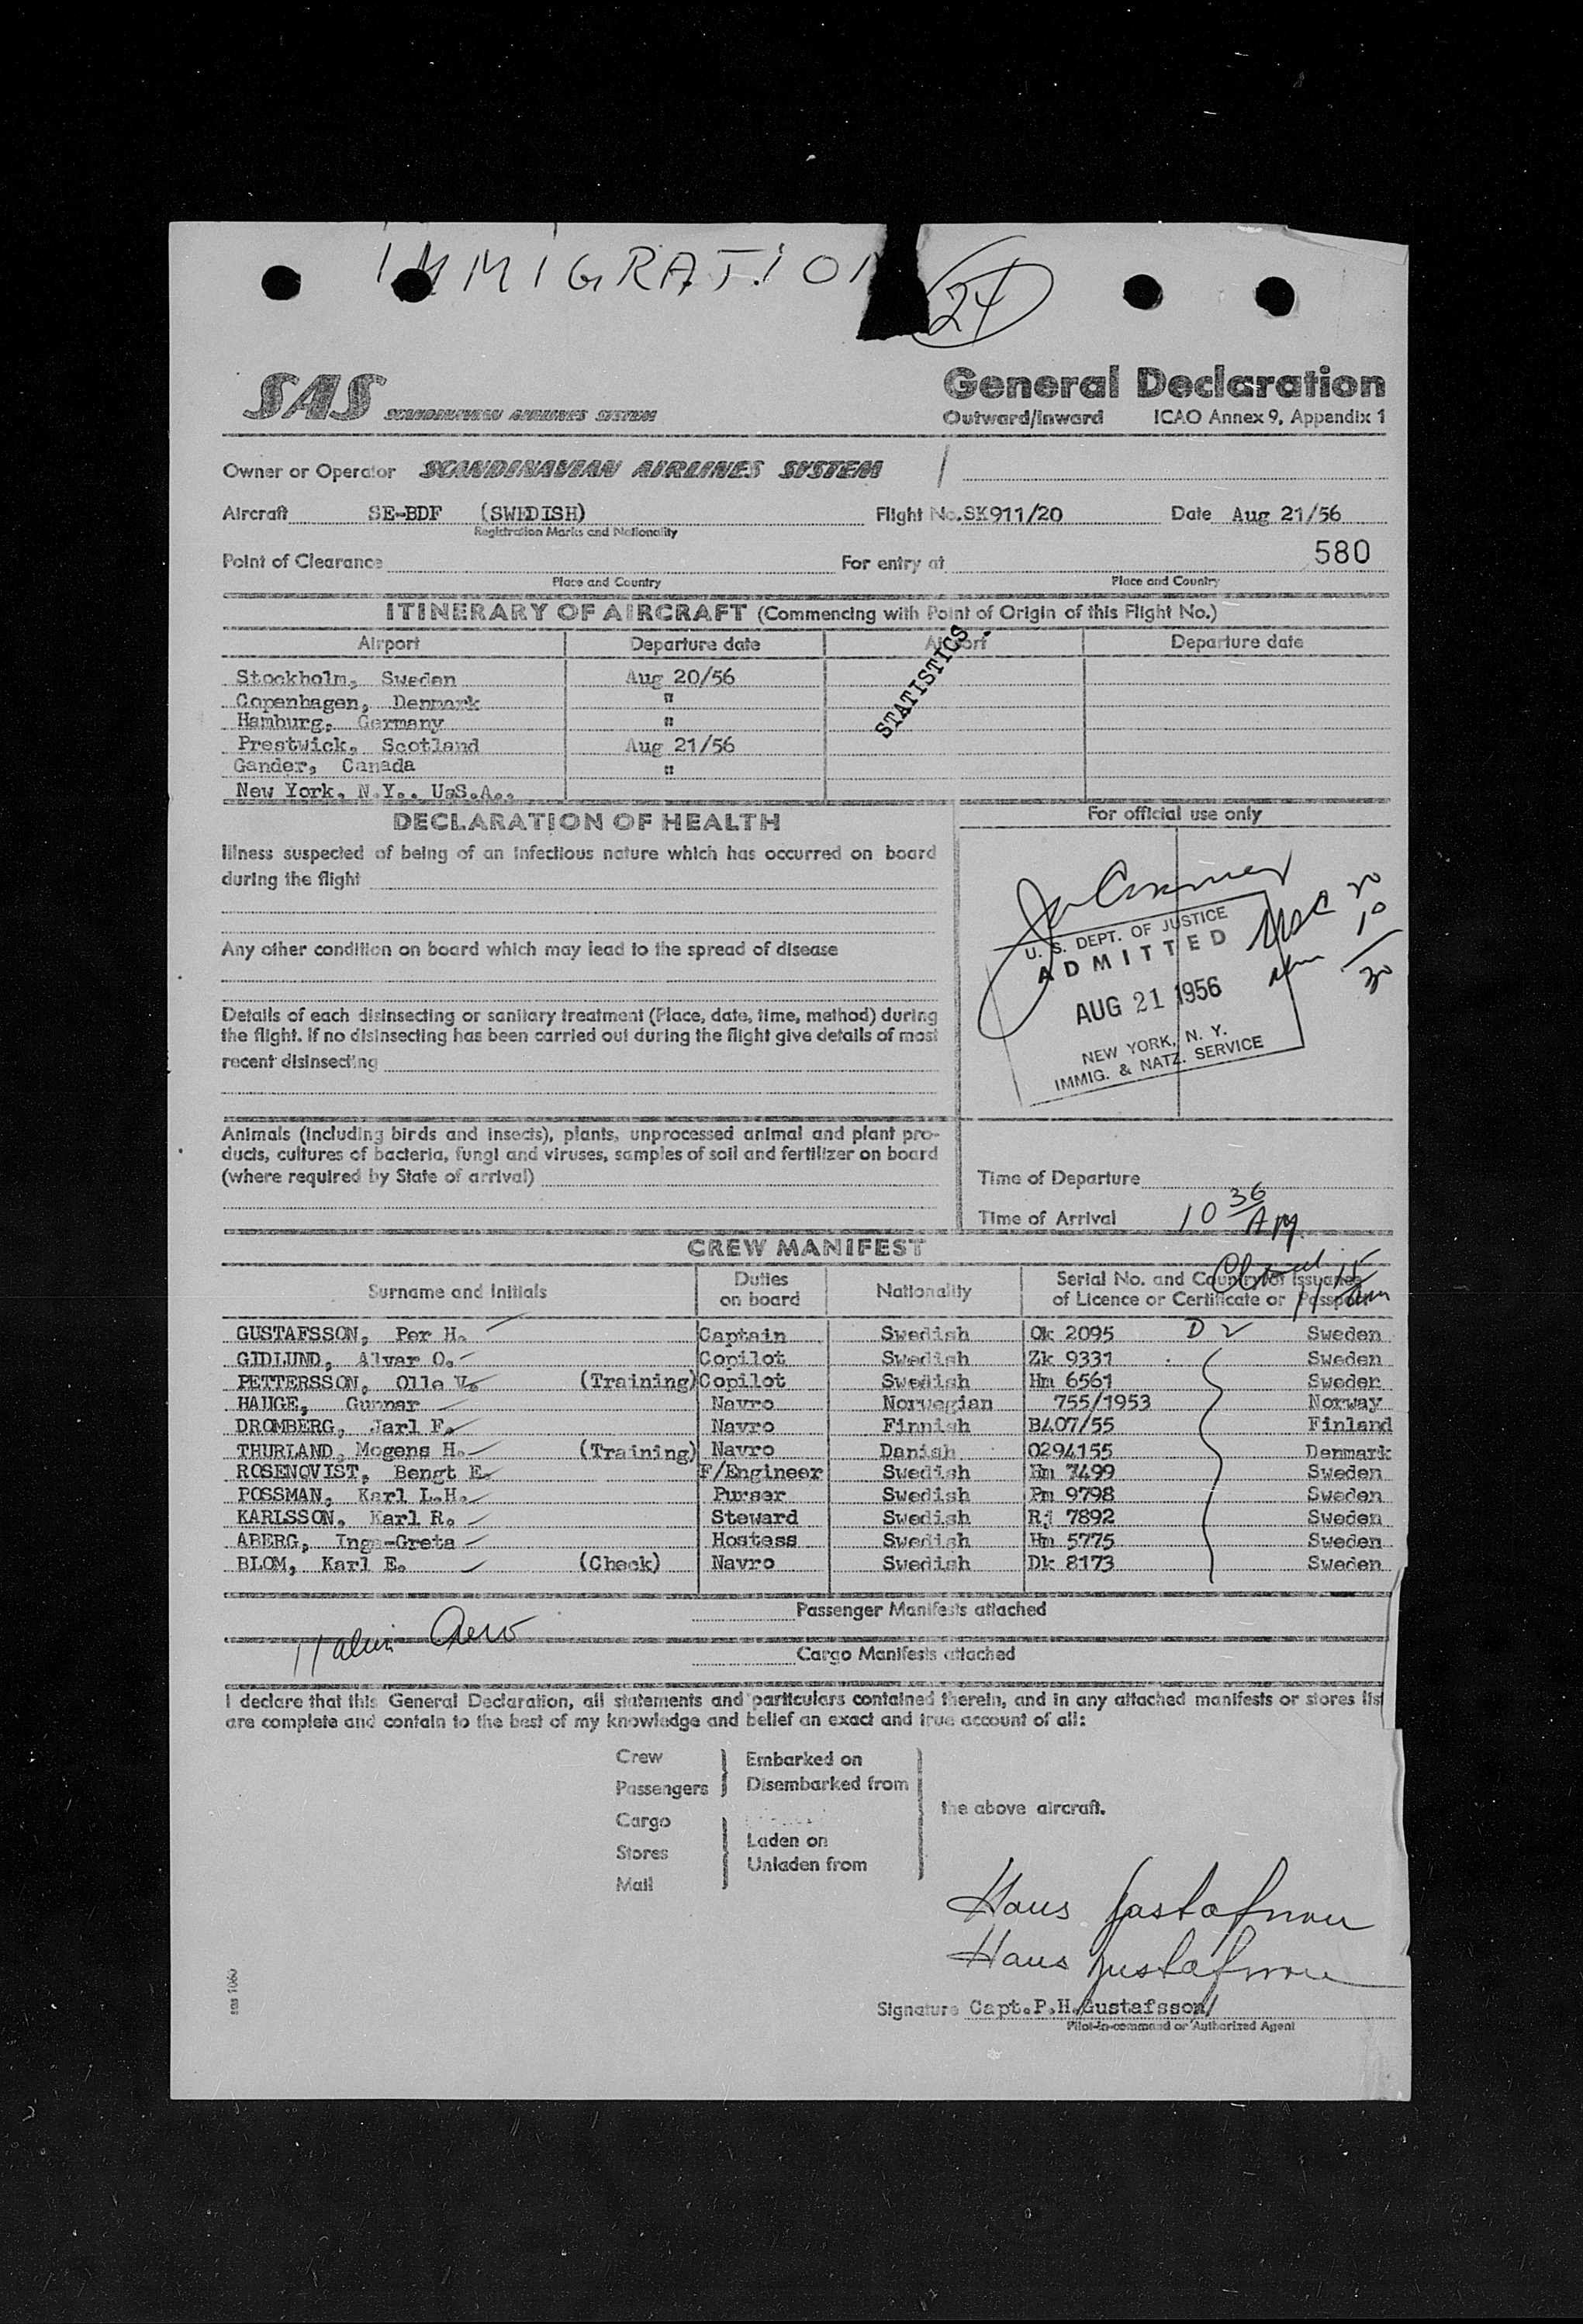 IMMIGRATION
24
SAS SCANDINAVIAN AIRLINES SYSTEM
General Declaration
Outward/Inward ICAO Annex 9, Appendix 1
Owner or Operator SCANDINAVIAN AIRLINES SYSTEM
Aircraft SE-BDF (SWEDISH) Flight No. SK911/20 Date Aug 21/56
Registration Marks and Nationality
580
Point of Clearance For entry at
Place and Country Place and Country
ITINERARY OF AIRCRAFT (Commencing with Point of Origin of this Flight No.)
Airport Departure date Airport Departure date
STATISTICS
Stockholm, Sweden Aug 20/56
Copenhagen, Denmark "
Hamburg, Germany "
Prestwick, Scotland Aug 21/56
Gander, Canada "
New York, N.Y., U.S.A.,
DECLARATION OF HEALTH
Illness suspected of being of an infectious nature which has occurred on board
during the flight
Any other condition on board which may lead to the spread of disease
Details of each disinsecting or sanitary treatment (Place, date, time, method) during
the flight. If no disinsecting has been carried out during the flight give details of most
recent disinsecting
Animals (including birds and insects), plants, unprocessed animal and plant pro-
ducts, cultures of bacteria, fungi and viruses, samples of soil and fertilizer on board
(where required by State of arrival)
For official use only
U. S. DEPT. OF JUSTICE
ADMITTED
AUG 21 1956
NEW YORK, N. Y.
IMMIG. & NATZ. SERVICE
20
10
30
Time of Departure
Time of Arrival 10 36 AM
CREW MANIFEST
Surname and Initials Duties on board Nationality Serial No. and Country of Issuance of Licence or Certificate or Passport
11 15 am
GUSTAFSSON, Per H. Captain Swedish Ok 2095 D 2 Sweden
GIDLUND, Alvar O. Copilot Swedish Zk 9331 Sweden
PETTERSSON, Olle V. (Training) Copilot Swedish Hm 6561 Sweden
HAUGE, Gunnar Navro Norwegian 755/1953 Norway
DROMBERG, Jarl F. Navro Finnish B407/55 Finland
THURLAND, Mogens H. (Training) Navro Danish 0294155 Denmark
ROSENQVIST, Bengt E. F/Engineer Swedish Hm 7499 Sweden
POSSMAN, Karl L.H. Purser Swedish Pm 9798 Sweden
KARLSSON, Karl R. Steward Swedish Rj 7892 Sweden
ABERG, Inga-Greta Hostess Swedish Hm 5775 Sweden
BLOM, Karl E. (Check) Navro Swedish Dk 8173 Sweden
Passenger Manifests attached
11 alien Crew
Cargo Manifests attached
I declare that this General Declaration, all statements and particulars contained therein, and in any attached manifests or stores lis
are complete and contain to the best of my knowledge and belief an exact and true account of all:
Crew
Passengers
Cargo
Stores
Mail
Embarked on
Disembarked from
Laden on
Unladen from
the above aircraft.
Hans Gustafsson
Hans Gustafsson
Signature Capt.P.H.Gustafsson/
Pilot-in-command or Authorized Agent
sas 1060